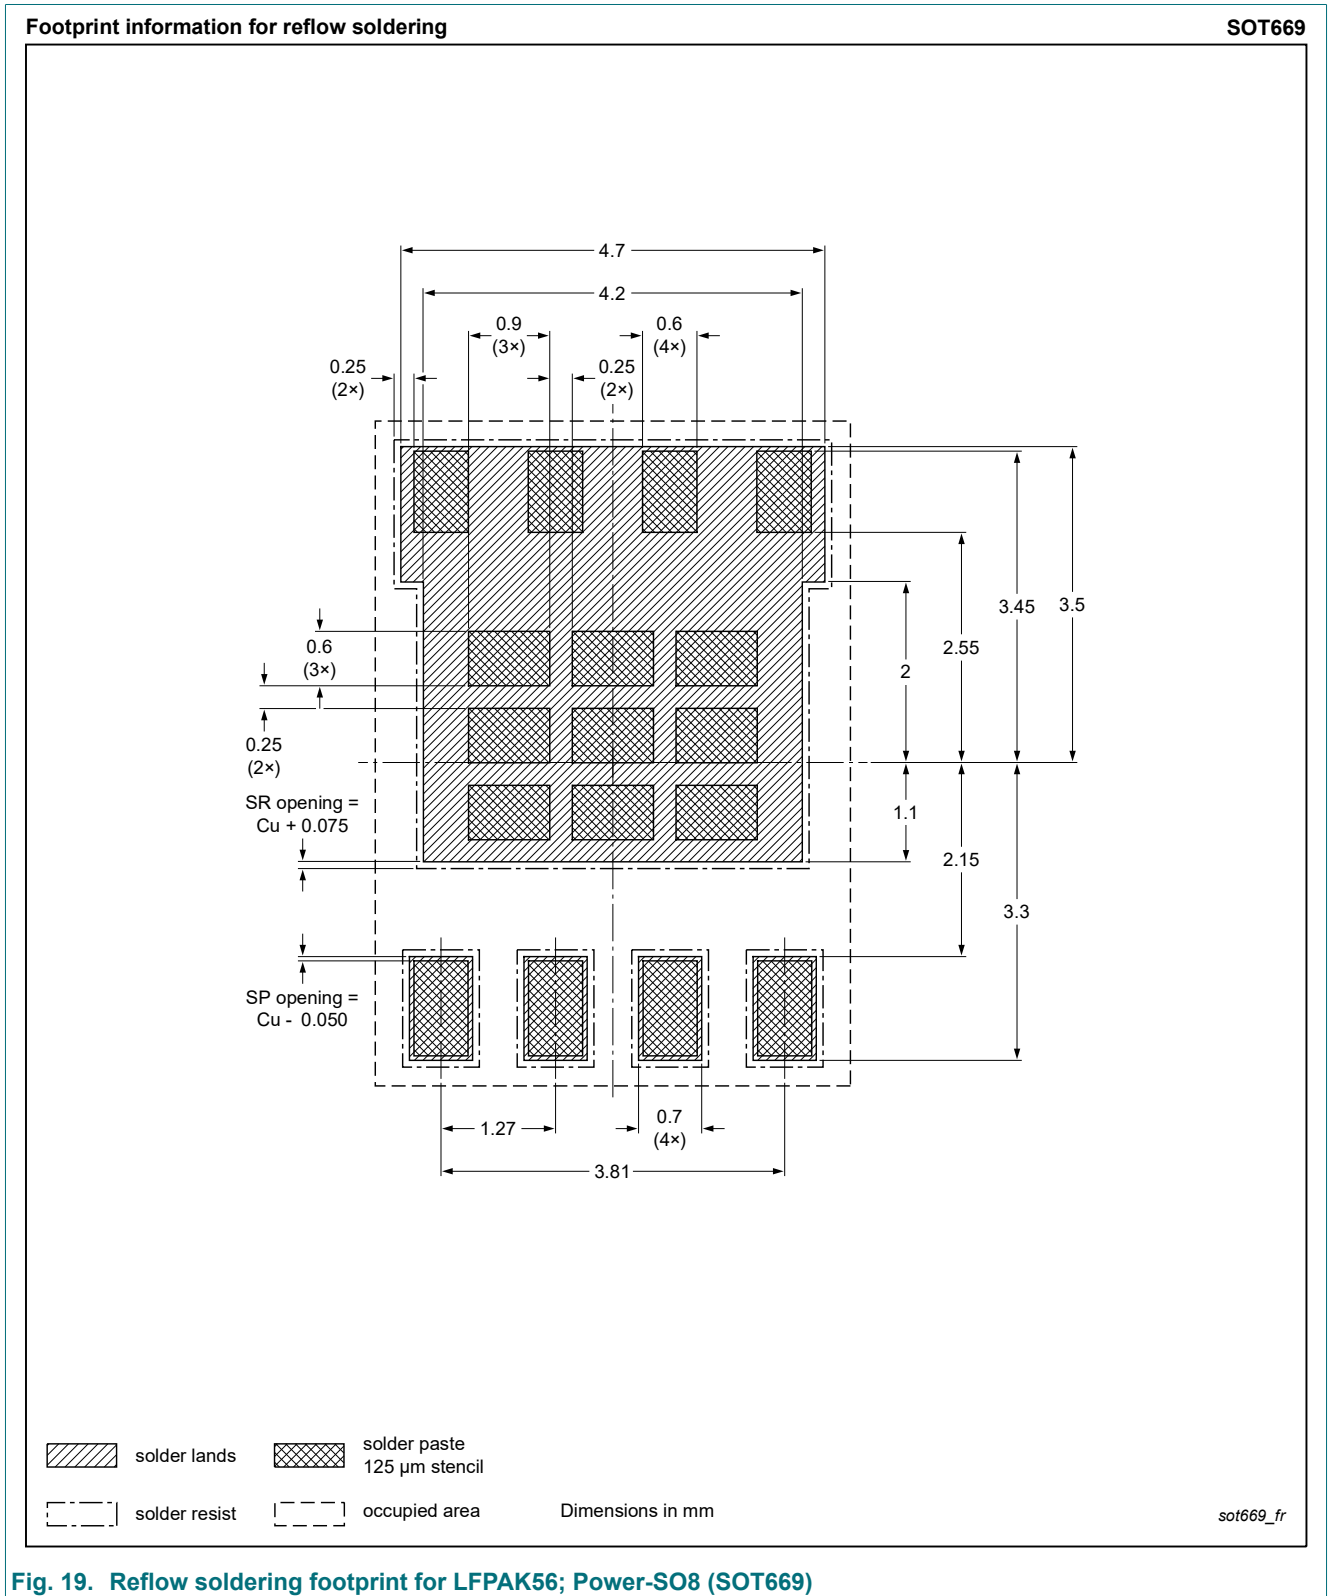 Footprint information for reflow soldering SOT669
4.7
4.2
0.9
(3×)
0.6
(4×)
0.25
(2×)
0.25
(2×)
0.6
(3×)
0.25
(2×)
SR opening =
Cu + 0.075
SP opening =
Cu - 0.050
2
2.55
3.45
3.5
1.1
2.15
3.3
1.27
0.7
(4×)
3.81
solder lands
solder paste
125 µm stencil
solder resist
occupied area
Dimensions in mm
sot669_fr
Fig. 19. Reflow soldering footprint for LFPAK56; Power-SO8 (SOT669)